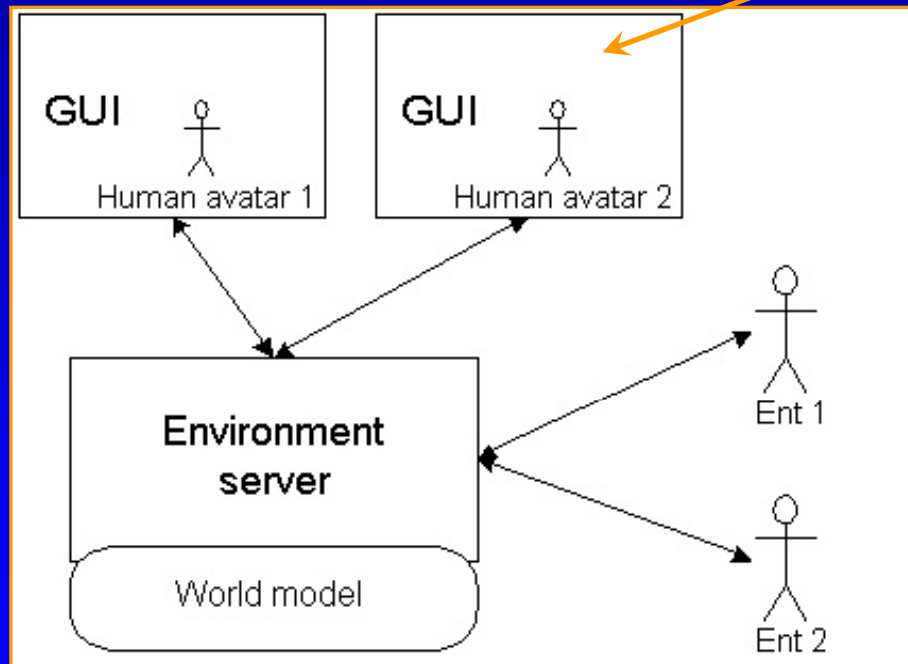 GUI
Human avatar 1
GUI
Human avatar 2
Environment
server
World model
Ent 1
Ent 2